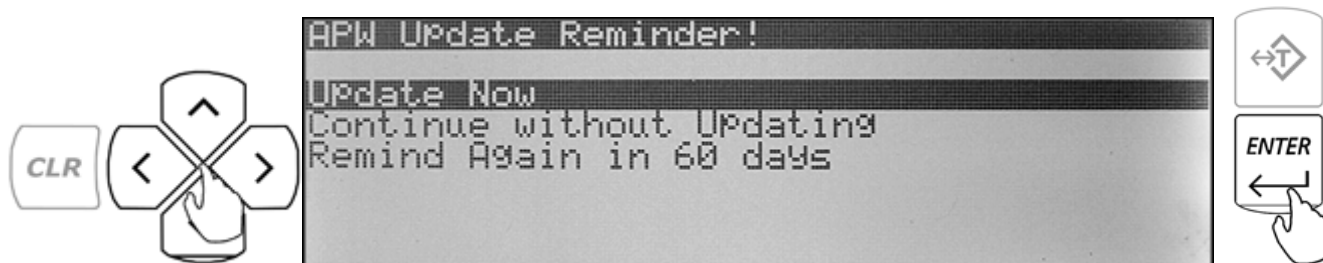 APW Update Reminder!
Update Now
Continue without Updating
Remind Again in 60 days
CLR
T
ENTER